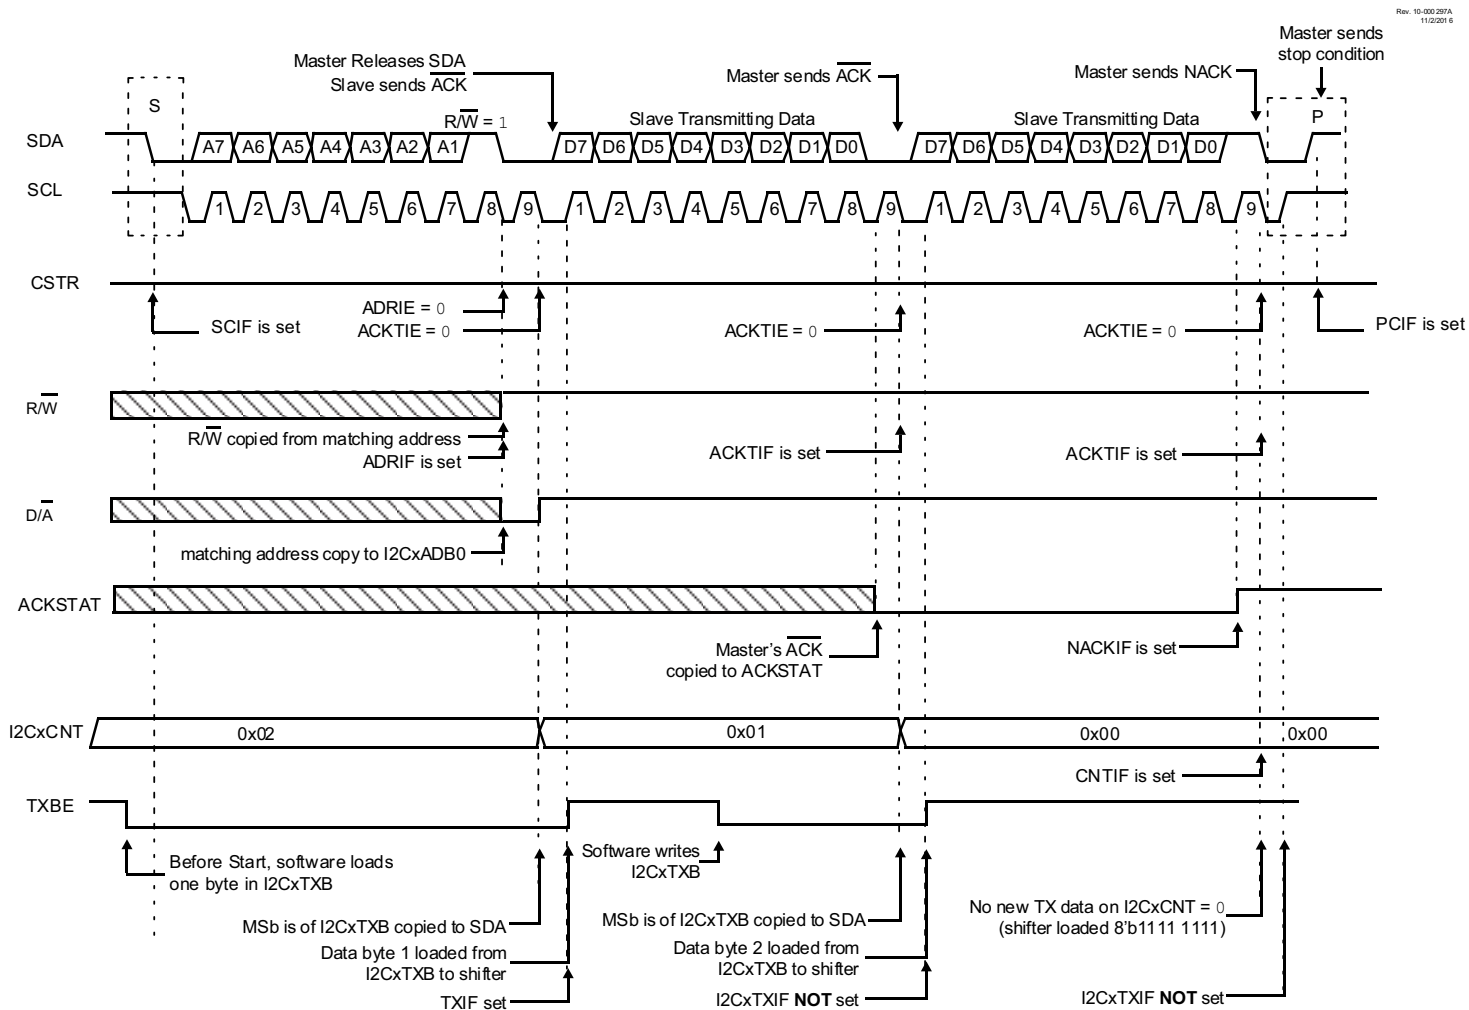 Rev. 10-000 297A
11/2/201 6
Master sends
stop condition
Master Releases SDA
Slave sends ACK
Master sends ACK
Master sends NACK
S
R/W = 1
Slave Transmitting Data
Slave Transmitting Data
P
SDA
A7 A6 A5 A4 A3 A2 A1
D7 D6 D5 D4 D3 D2 D1 D0
D7 D6 D5 D4 D3 D2 D1 D0
SCL
1 2 3 4 5 6 7 8 9
1 2 3 4 5 6 7 8 9
1 2 3 4 5 6 7 8 9
CSTR
SCIF is set
ADRIE = 0
ACKTIE = 0
ACKTIE = 0
ACKTIE = 0
PCIF is set
R/W
R/W copied from matching address
ADRIF is set
ACKTIF is set
ACKTIF is set
D/A
matching address copy to I2CxADB0
ACKSTAT
Master's ACK
copied to ACKSTAT
NACKIF is set
I2CxCNT
0x02
0x01
0x00
0x00
CNTIF is set
TXBE
Before Start, software loads
one byte in I2CxTXB
Software writes
I2CxTXB
MSb is of I2CxTXB copied to SDA
Data byte 1 loaded from
I2CxTXB to shifter
TXIF set
MSb is of I2CxTXB copied to SDA
Data byte 2 loaded from
I2CxTXB to shifter
I2CxTXIF NOT set
No new TX data on I2CxCNT = 0
(shifter loaded 8'b1111 1111)
I2CxTXIF NOT set